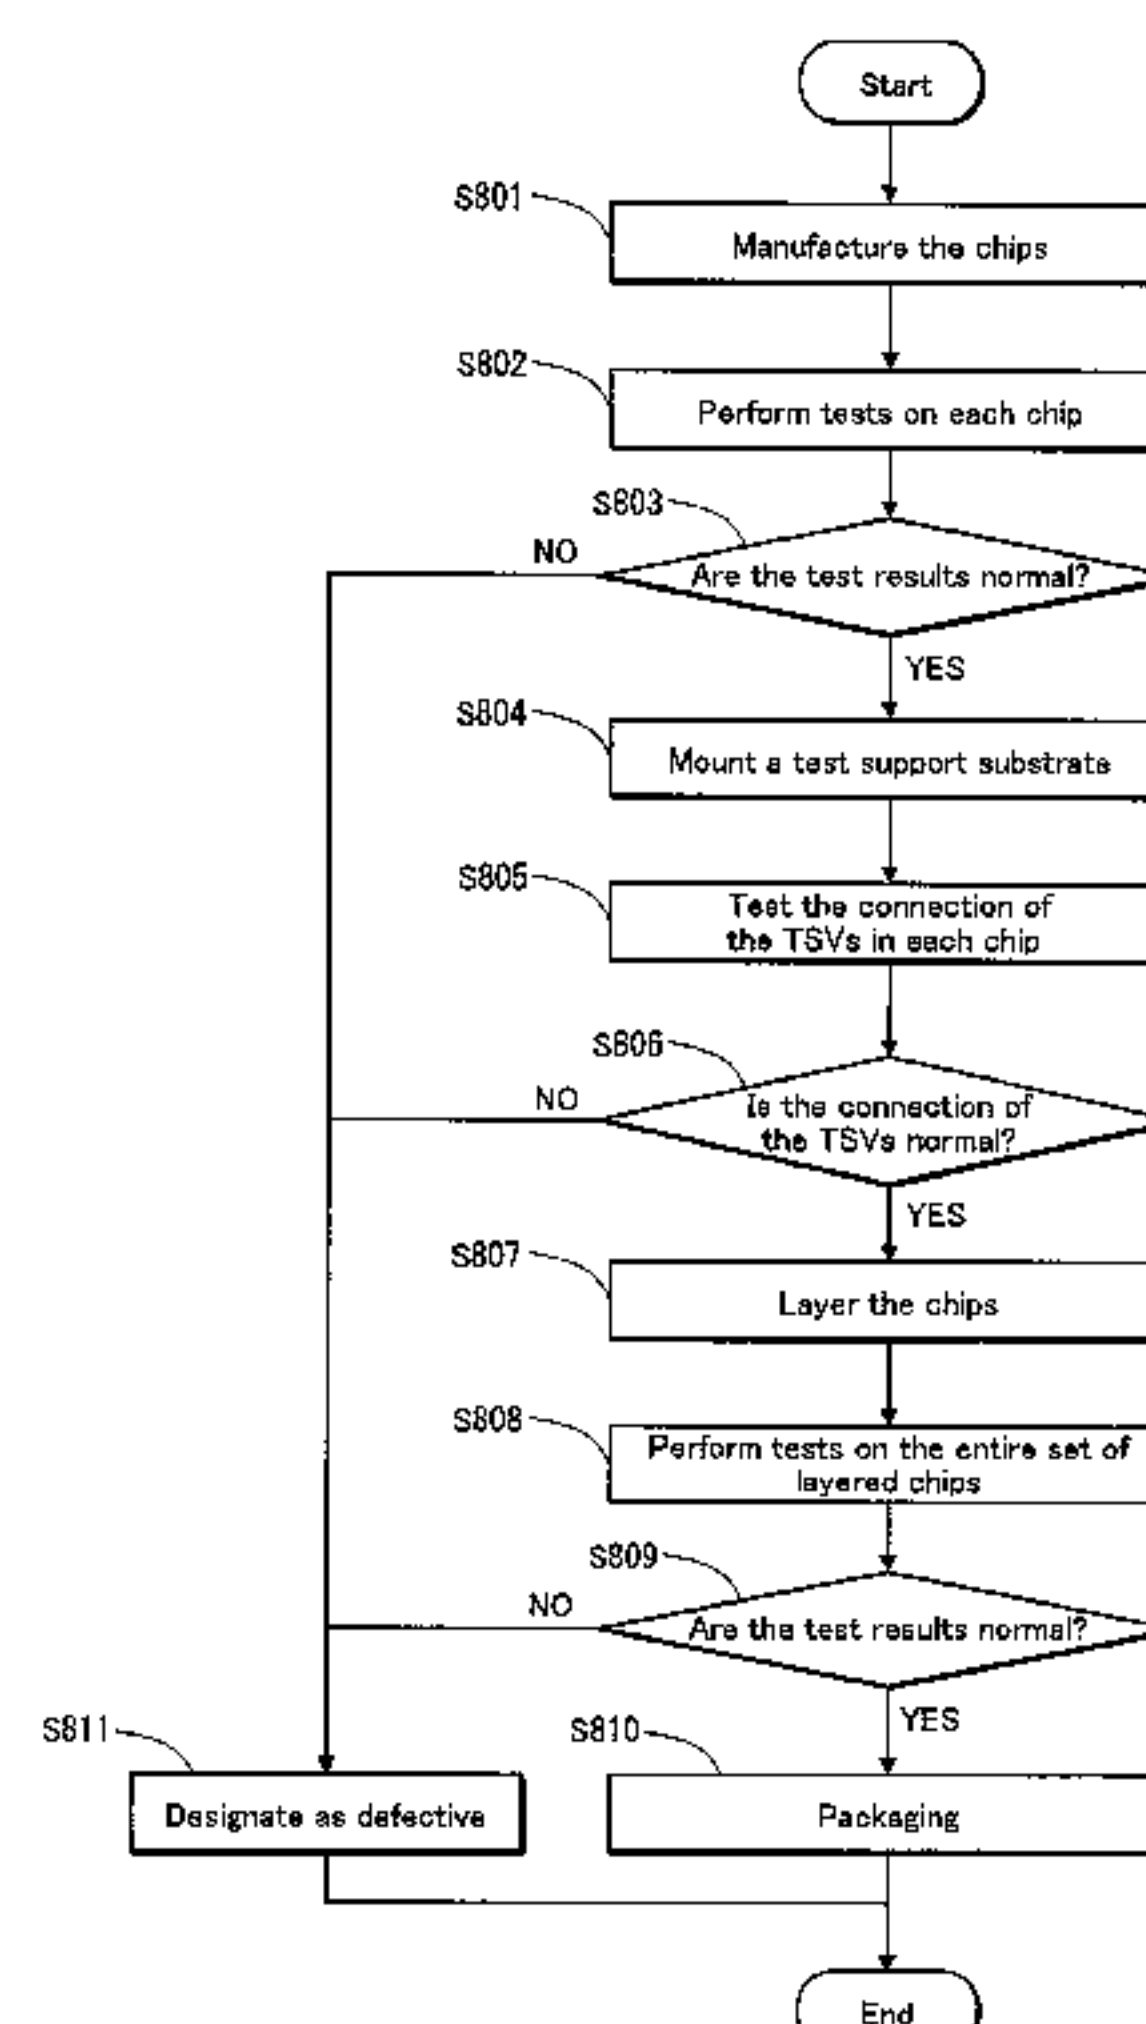 Start
S801
Manufacture the chips
S802
Perform tests on each chip
S803
NO
Are the test results normal?
YES
S804
Mount a test support substrate
S805
Test the connection of
the TSVs in each chip
S806
NO
Is the connection of
the TSVs normal?
YES
S807
Layer the chips
S808
Perform tests on the entire set of
layered chips
S809
NO
Are the test results normal?
YES
S811
S810
Designate as defective
Packaging
End